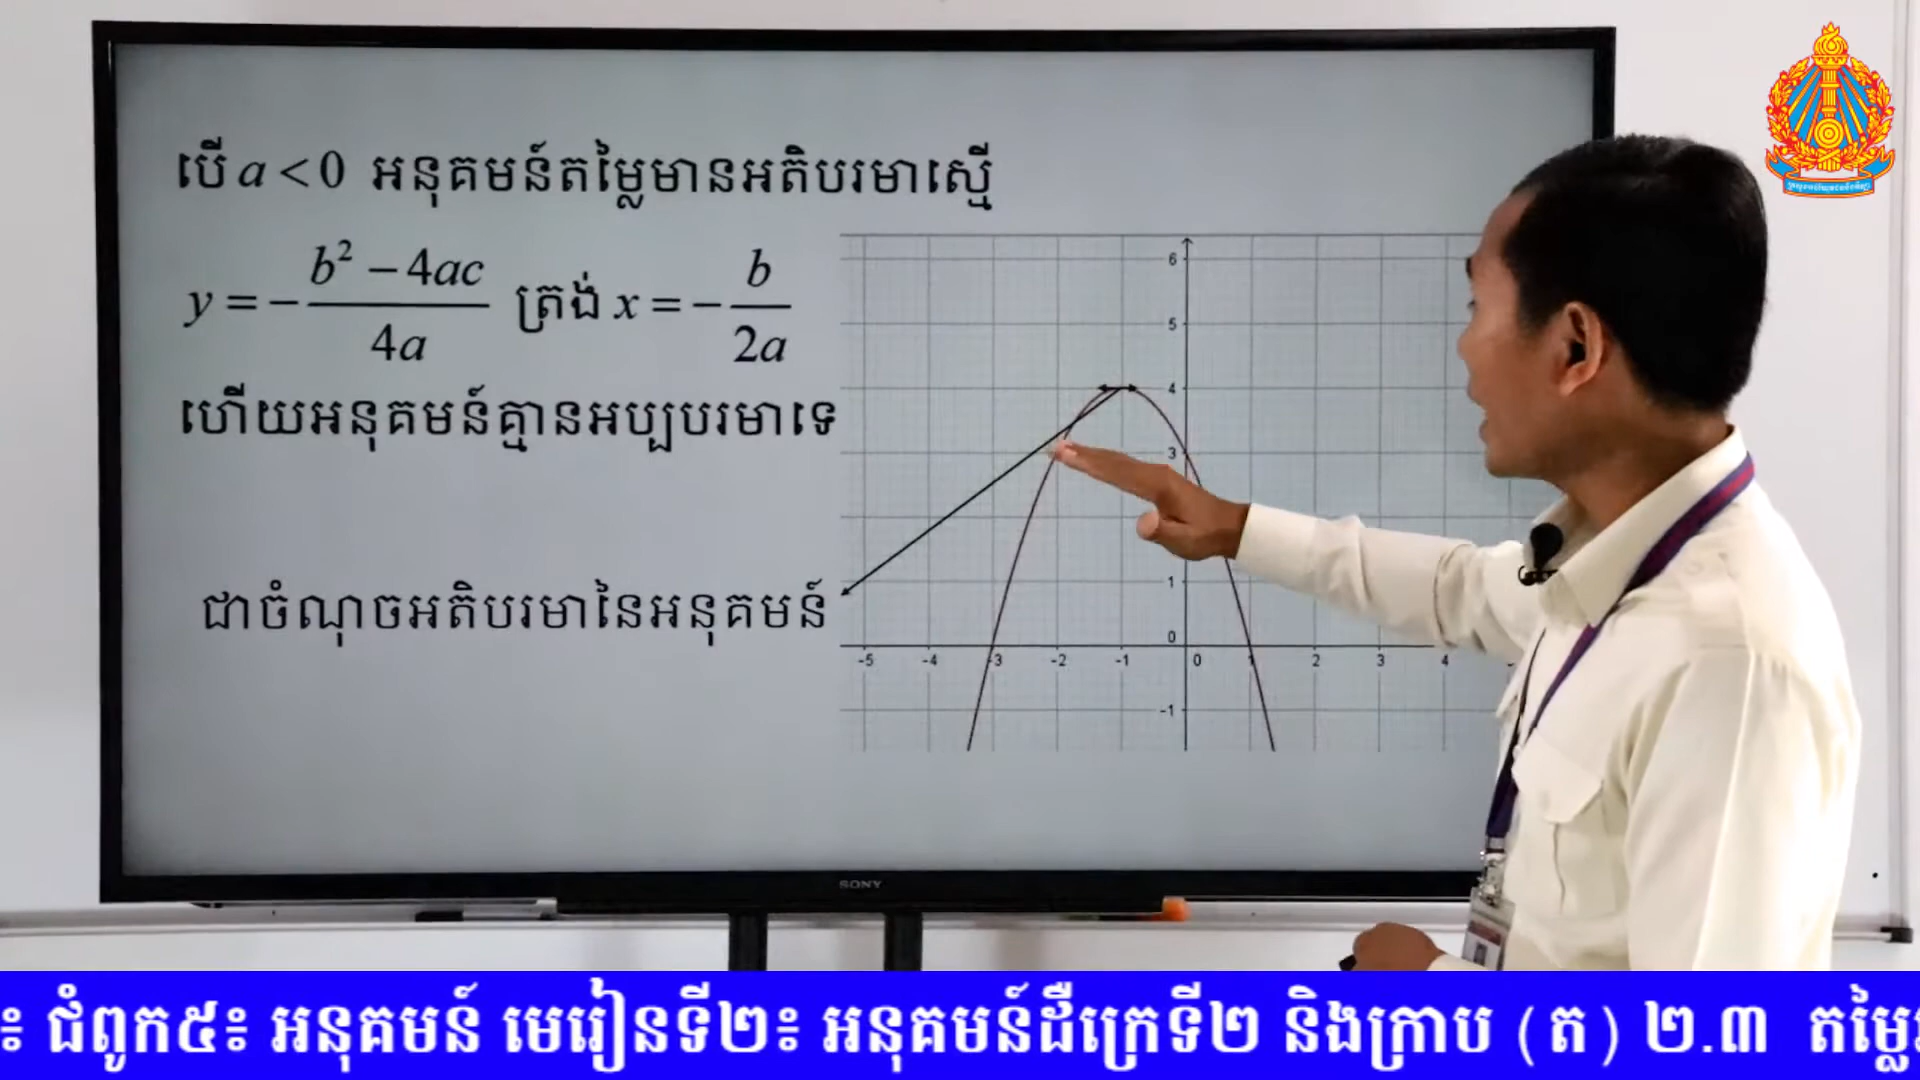 បើ a < 0 អនុគមន៍តម្លៃមានអតិបរមាស្មើ
y = - (b² - 4ac) / 4a ត្រង់ x = - b / 2a
ហើយអនុគមន៍គ្មានអប្បបរមាទេ
ជាចំណុចអតិបរមានៃអនុគមន៍
6
5
4
3
1
0
-5 -4 -3 -2 -1 0 1 2 3 4
-1
SONY
៖ ជំពូក៥៖ អនុគមន៍ មេរៀនទី២៖ អនុគមន៍ដឺក្រេទី២ និងក្រាប (ត) ២.៣ តម្លៃ